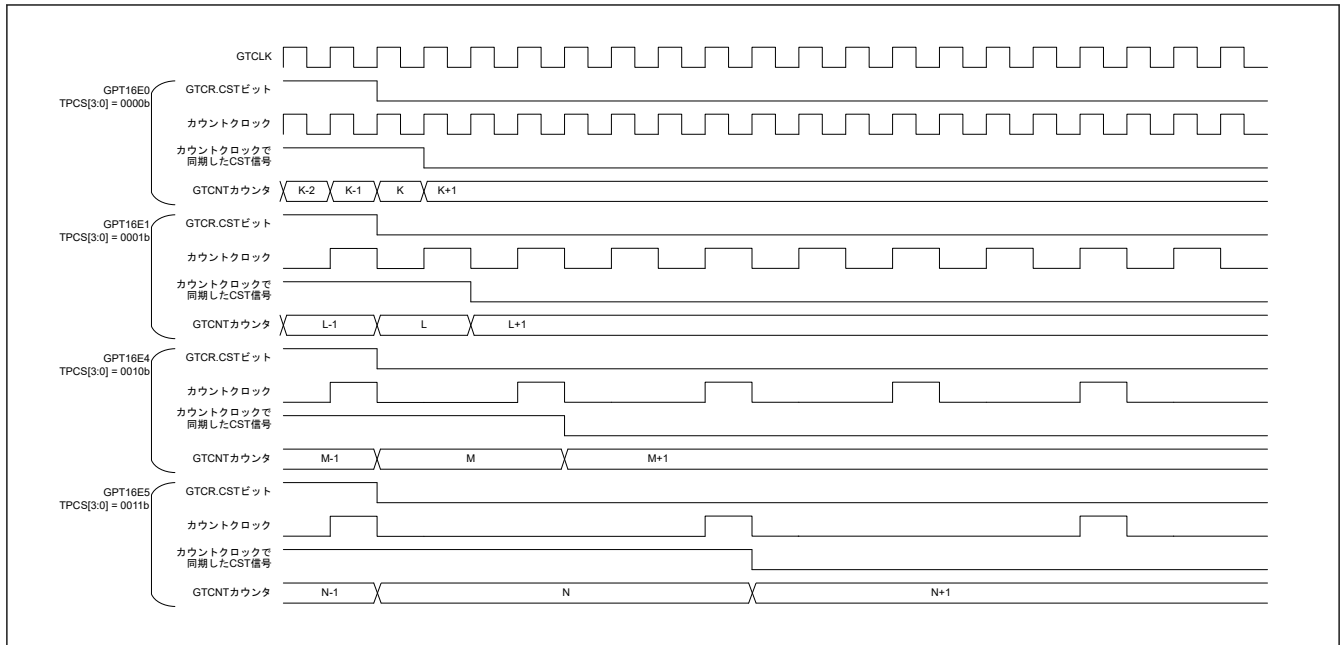 GTCLK
GPT16E0
TPCS[3:0] = 0000b
GTCR.CSTビット
カウントクロック
カウントクロックで
同期したCST信号
GTCNTカウンタ
K-2 K-1 K K+1
GPT16E1
TPCS[3:0] = 0001b
GTCR.CSTビット
カウントクロック
カウントクロックで
同期したCST信号
GTCNTカウンタ
L-1 L L+1
GPT16E4
TPCS[3:0] = 0010b
GTCR.CSTビット
カウントクロック
カウントクロックで
同期したCST信号
GTCNTカウンタ
M-1 M M+1
GPT16E5
TPCS[3:0] = 0011b
GTCR.CSTビット
カウントクロック
カウントクロックで
同期したCST信号
GTCNTカウンタ
N-1 N N+1